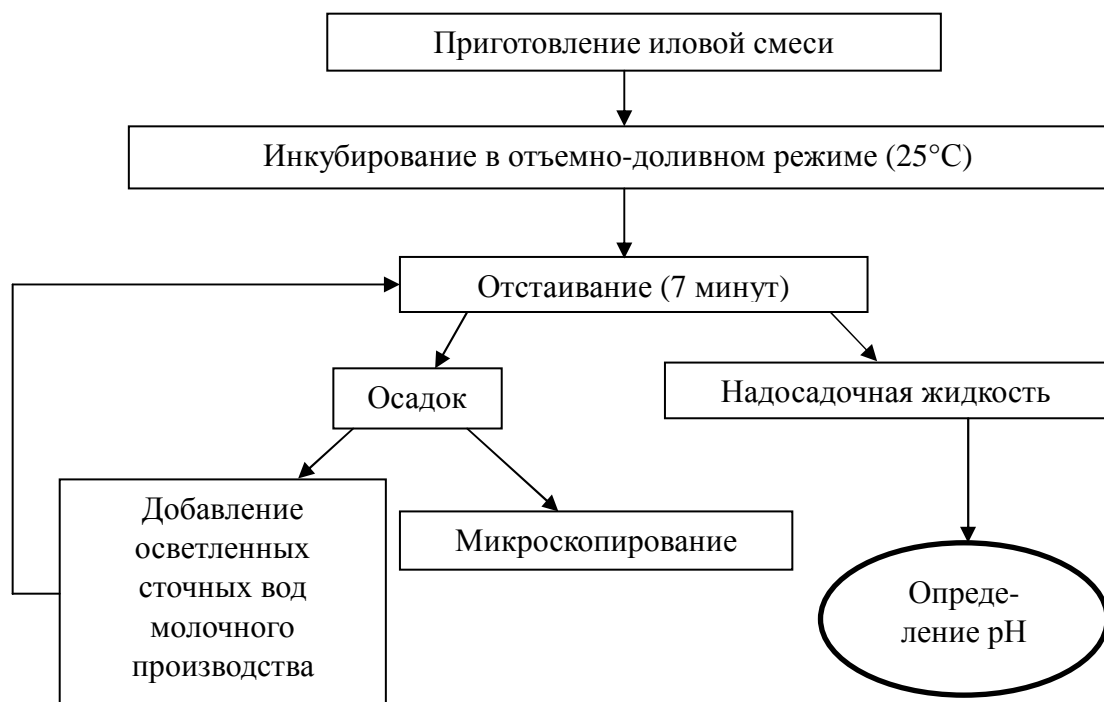 Приготовление иловой смеси
Инкубирование в отъемно-доливном режиме (25°С)
Отстаивание (7 минут)
Осадок
Надосадочная жидкость
Добавление
осветленных
сточных вод
молочного
производства
Микроскопирование
Опреде-
ление рН